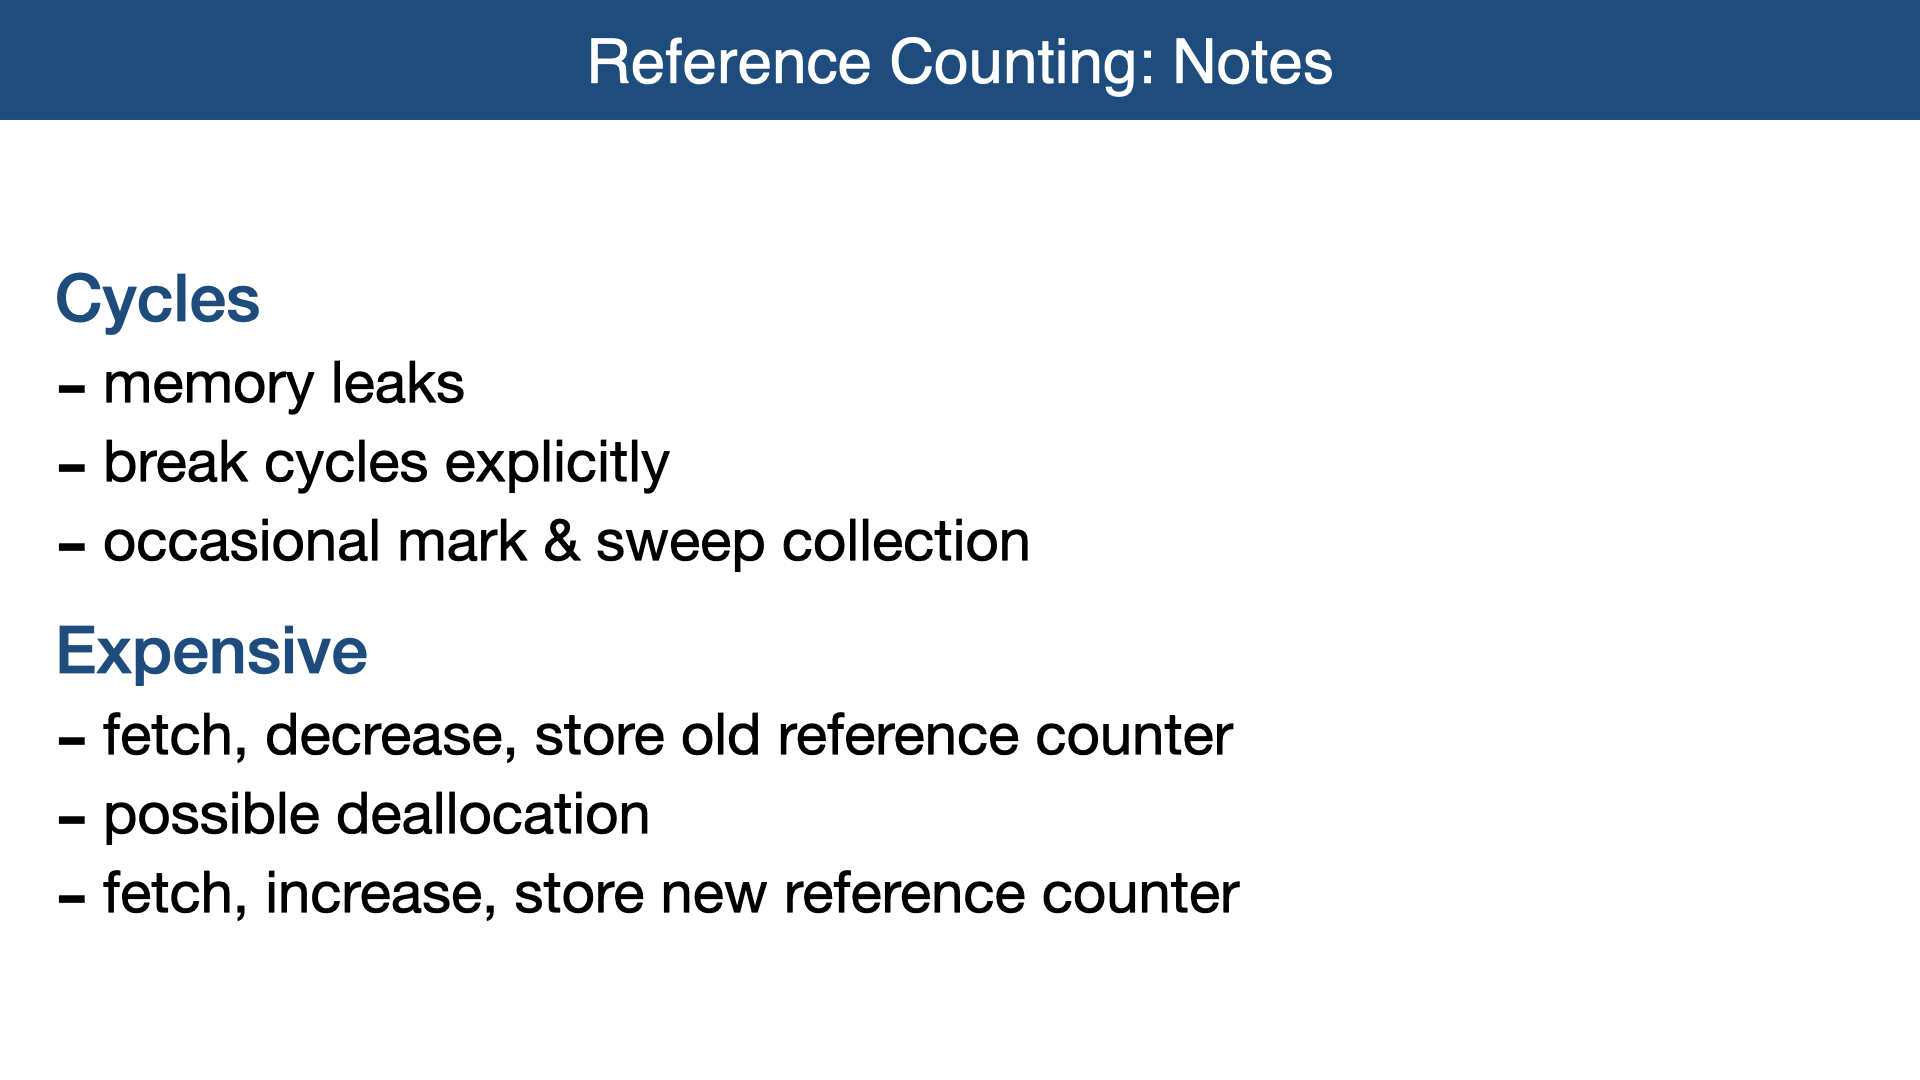 Reference Counting: Notes
Cycles
- memory leaks
- break cycles explicitly
- occasional mark & sweep collection
Expensive
- fetch, decrease, store old reference counter
- possible deallocation
- fetch, increase, store new reference counter